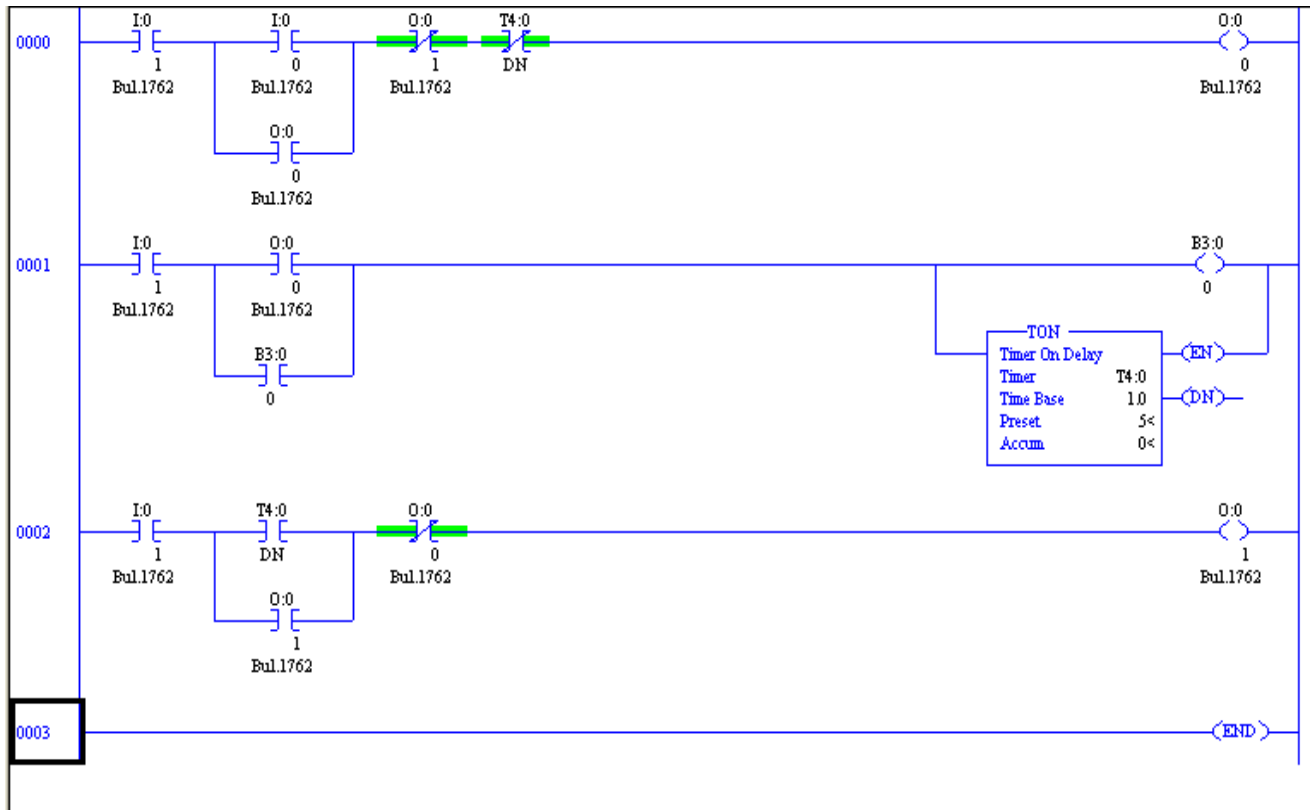 I:0 I:0 O:0 T4:0 O:0
0000
1 0 1 DN 0
Bul.1762 Bul.1762 Bul.1762 Bul.1762
O:0
0
Bul.1762
I:0 O:0 B3:0
0001
1 0 0
Bul.1762 Bul.1762
TON
B3:0 Timer On Delay EN
0 Timer T4:0
Time Base 1.0 DN
Preset 5<
Accum 0<
I:0 T4:0 O:0 O:0
0002
1 DN 0 1
Bul.1762 Bul.1762 Bul.1762
O:0
1
Bul.1762
0003 END